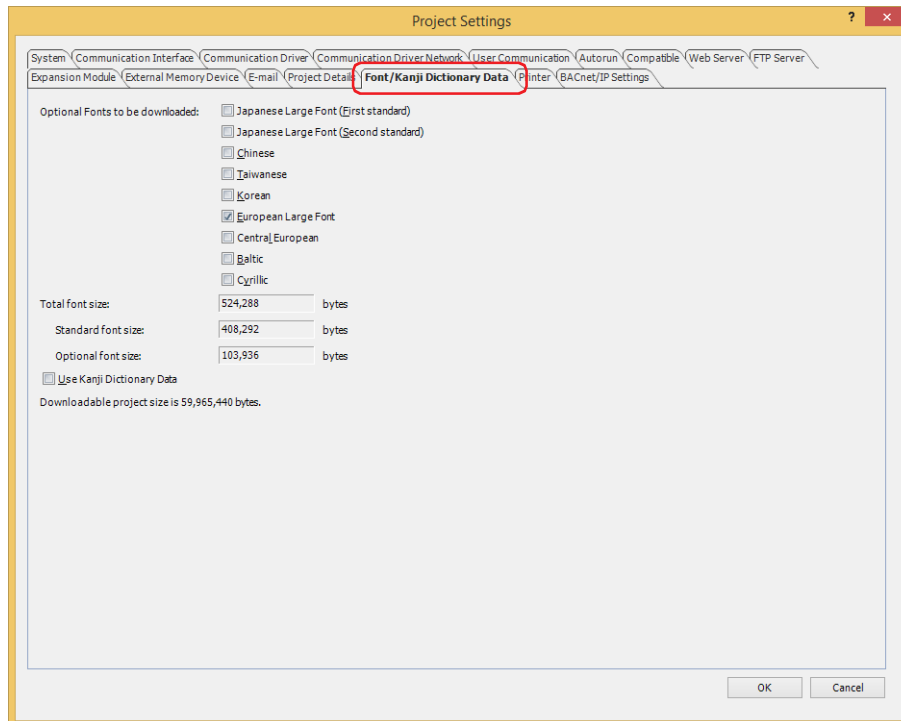 Project Settings
? ×
System Communication Interface Communication Driver Communication Driver Network User Communication Autorun Compatible Web Server FTP Server
Expansion Module External Memory Device E-mail Project Details Font/Kanji Dictionary Data Printer BACnet/IP Settings
Optional Fonts to be downloaded: Japanese Large Font (First standard)
Japanese Large Font (Second standard)
Chinese
Taiwanese
Korean
European Large Font
Central European
Baltic
Cyrillic
Total font size: 524,288 bytes
Standard font size: 408,292 bytes
Optional font size: 103,936 bytes
Use Kanji Dictionary Data
Downloadable project size is 59,965,440 bytes.
OK Cancel